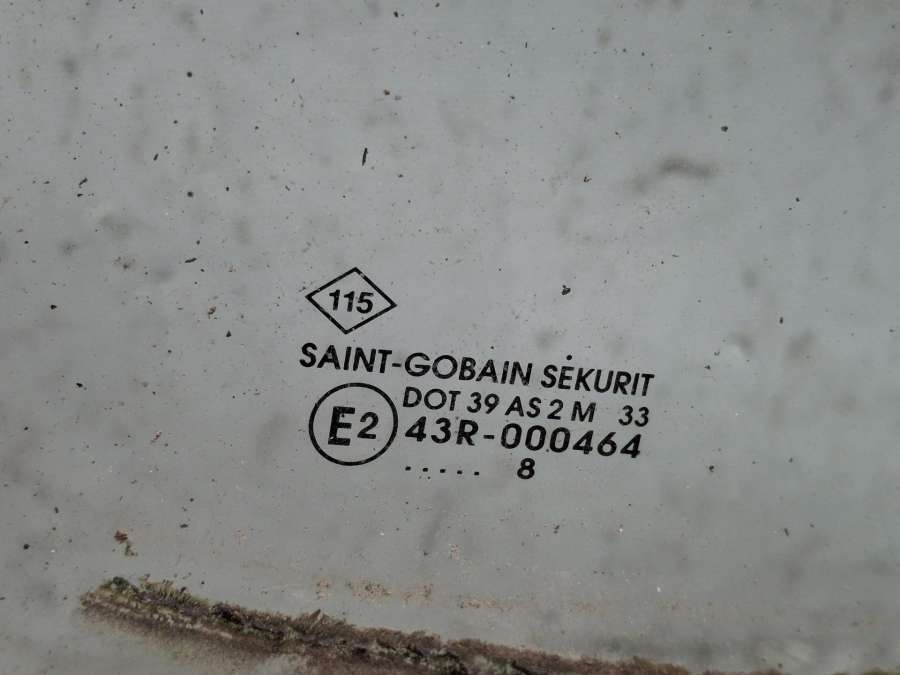 115
SAINT-GOBAIN SEKURIT
DOT 39 AS 2 M 33
E2 43R-000464
..... 8